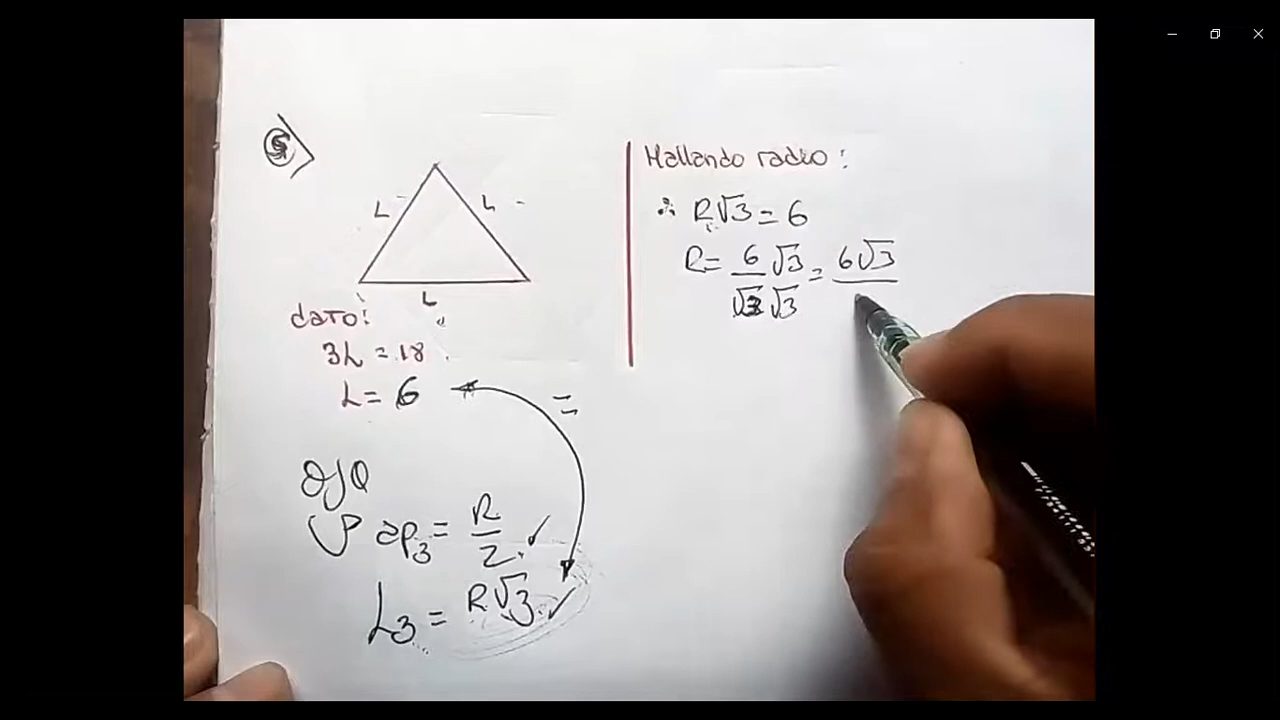 5
L L
L
dato:
3L = 18
L = 6
=
OJO
ap₃ = R/2 ✓
L₃ = R√3 ✓
Hallando radio:
∴ R√3 = 6
R = 6 √3 / √3 √3 = 6√3 /